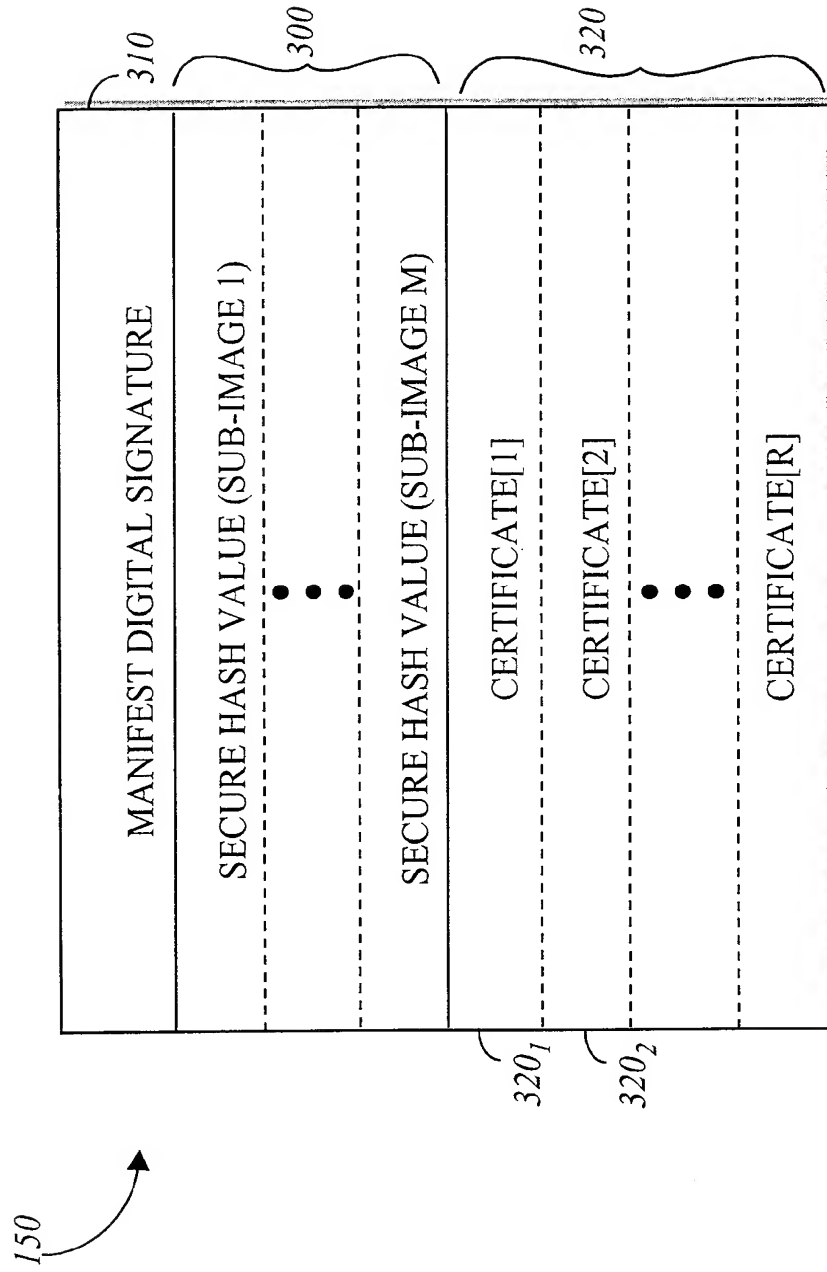 150
310
MANIFEST DIGITAL SIGNATURE
300
SECURE HASH VALUE (SUB-IMAGE 1)
SECURE HASH VALUE (SUB-IMAGE M)
320
320₁
CERTIFICATE[1]
320₂
CERTIFICATE[2]
CERTIFICATE[R]